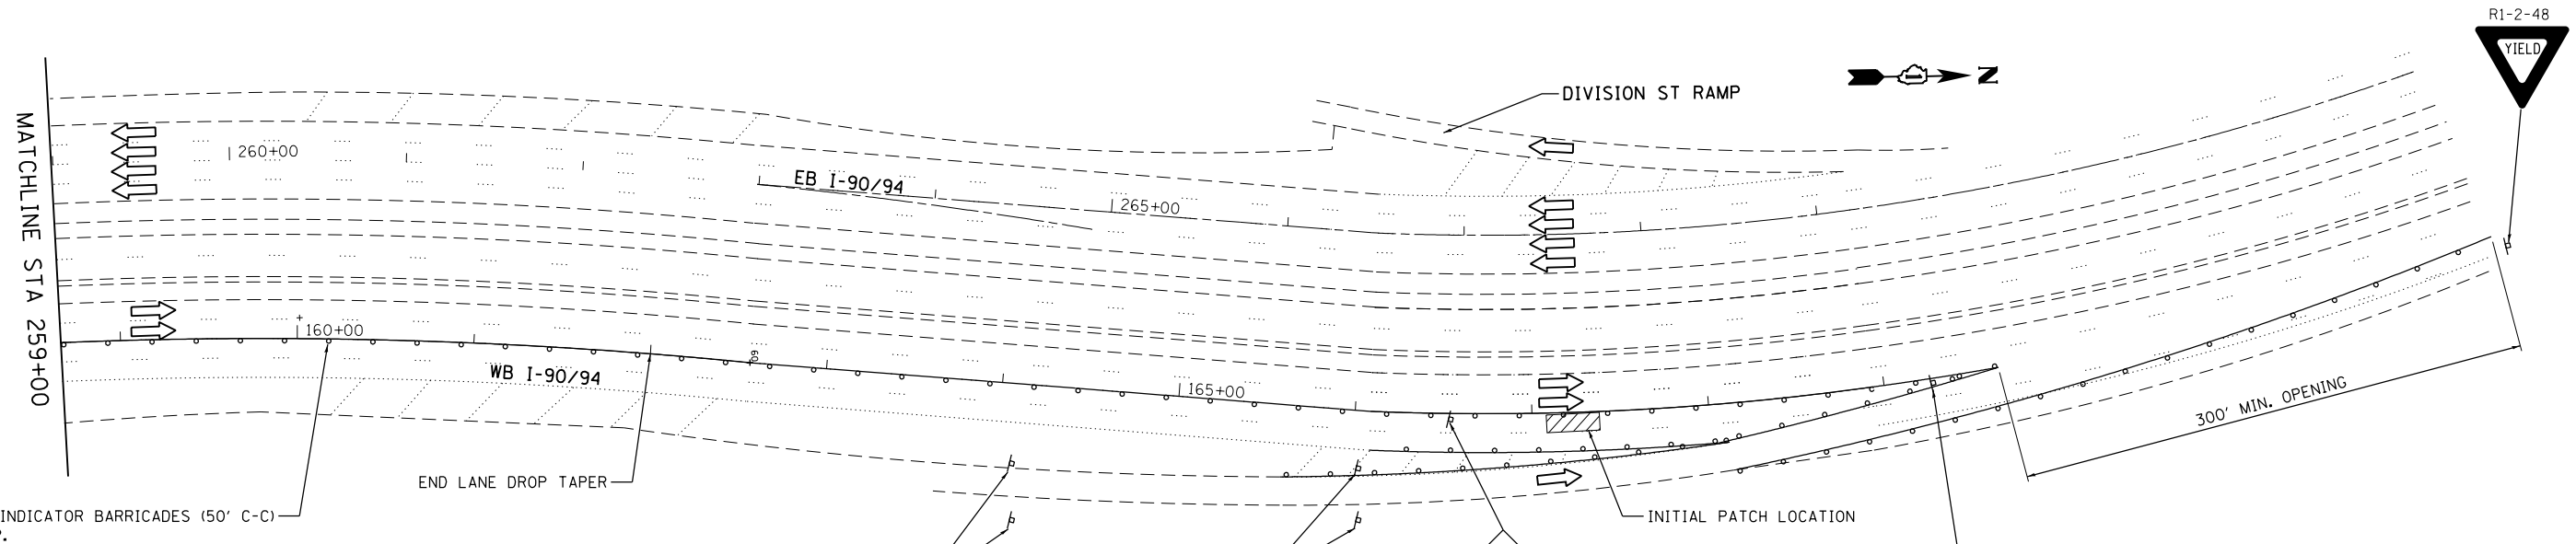 R1-2-48
YIELD
N
DIVISION ST RAMP
MATCHLINE STA 259+00
260+00
EB I-90/94
265+00
160+00
60
WB I-90/94
165+00
300' MIN. OPENING
END LANE DROP TAPER
INDICATOR BARRICADES (50' C-C)
INITIAL PATCH LOCATION